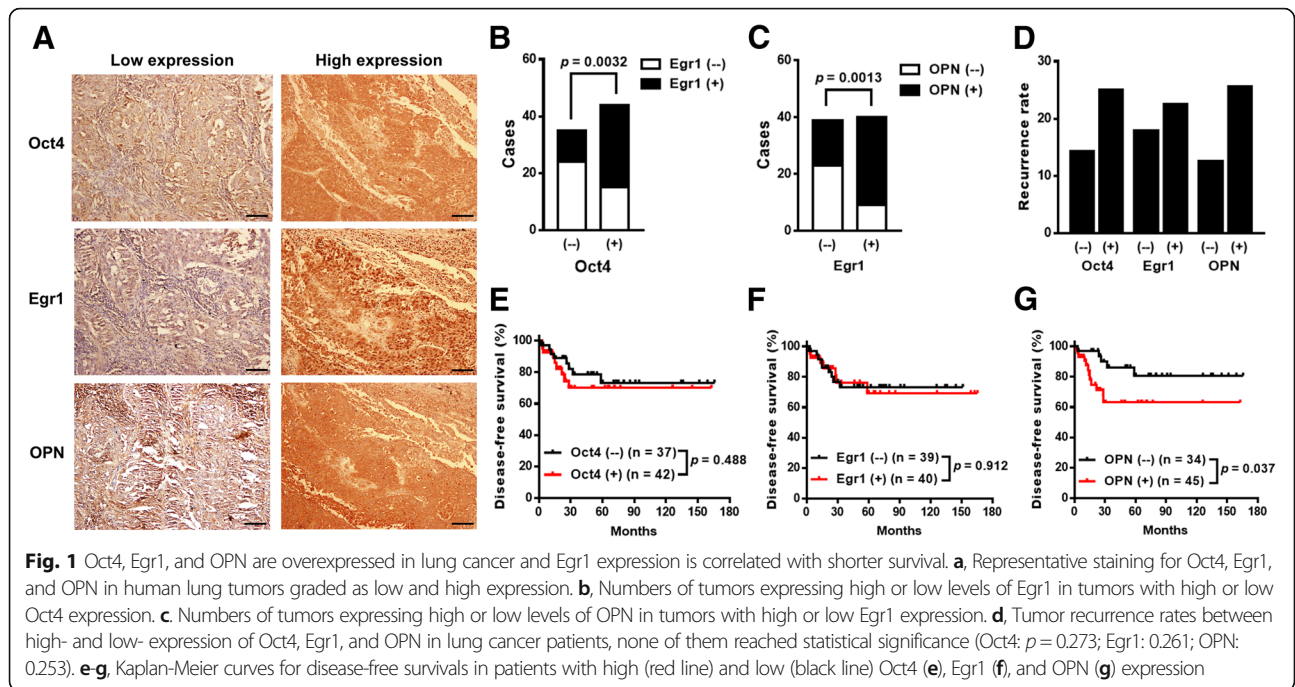 A
Low expression
High expression
Oct4
Egr1
OPN
B
p = 0.0032
Egr1 (--)
Egr1 (+)
Cases
60
40
20
0
(--)
(+)
Oct4
C
p = 0.0013
OPN (--)
OPN (+)
Cases
60
40
20
0
(--)
(+)
Egr1
D
Recurrence rate
30
20
10
0
(--) (+) (--) (+) (--) (+)
Oct4 Egr1 OPN
E
Disease-free survival (%)
100
80
60
40
20
0
Oct4 (--) (n = 37)
Oct4 (+) (n = 42)
p = 0.488
0 30 60 90 120 150 180
Months
F
Disease-free survival (%)
100
80
60
40
20
0
Egr1 (--) (n = 39)
Egr1 (+) (n = 40)
p = 0.912
0 30 60 90 120 150 180
Months
G
Disease-free survival (%)
100
80
60
40
20
0
OPN (--) (n = 34)
OPN (+) (n = 45)
p = 0.037
0 30 60 90 120 150 180
Months
Fig. 1 Oct4, Egr1, and OPN are overexpressed in lung cancer and Egr1 expression is correlated with shorter survival. a, Representative staining for Oct4, Egr1,
and OPN in human lung tumors graded as low and high expression. b, Numbers of tumors expressing high or low levels of Egr1 in tumors with high or low
Oct4 expression. c. Numbers of tumors expressing high or low levels of OPN in tumors with high or low Egr1 expression. d, Tumor recurrence rates between
high- and low- expression of Oct4, Egr1, and OPN in lung cancer patients, none of them reached statistical significance (Oct4: p = 0.273; Egr1: 0.261; OPN:
0.253). e-g, Kaplan-Meier curves for disease-free survivals in patients with high (red line) and low (black line) Oct4 (e), Egr1 (f), and OPN (g) expression